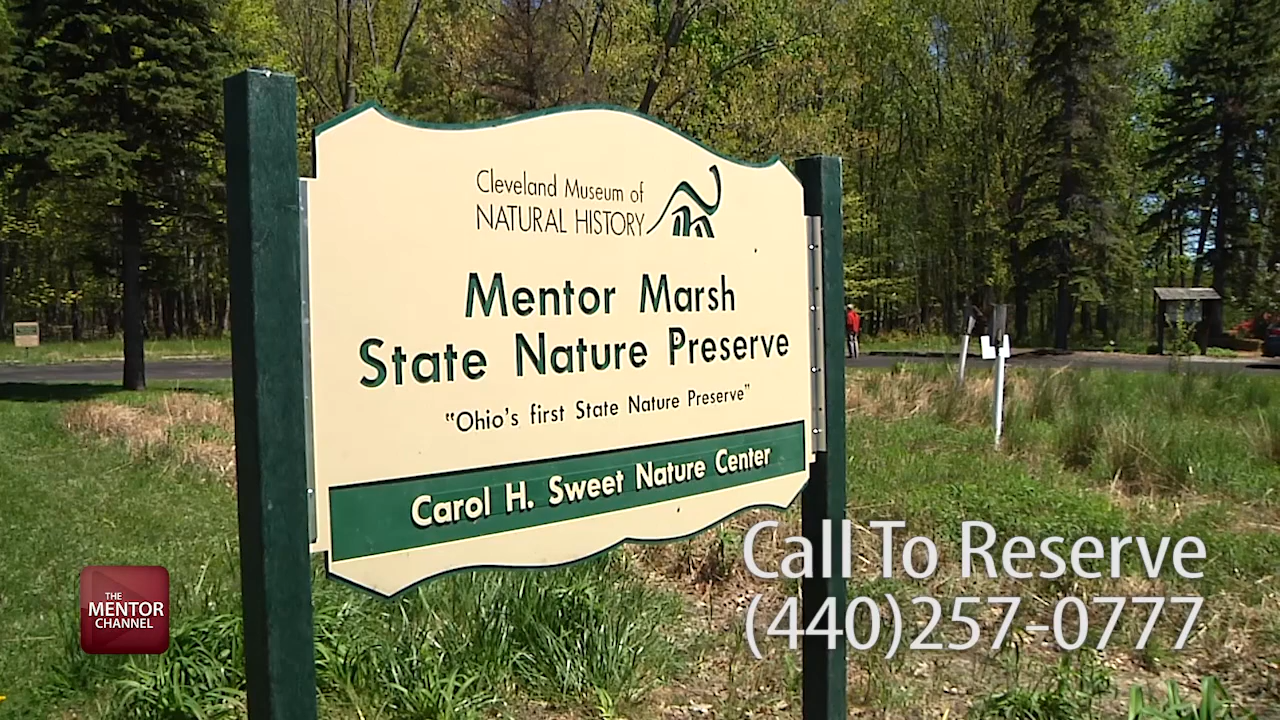 Cleveland Museum of
NATURAL HISTORY
Mentor Marsh
State Nature Preserve
"Ohio's first State Nature Preserve"
Carol H. Sweet Nature Center
Call To Reserve
(440)257-0777
THE
MENTOR
CHANNEL